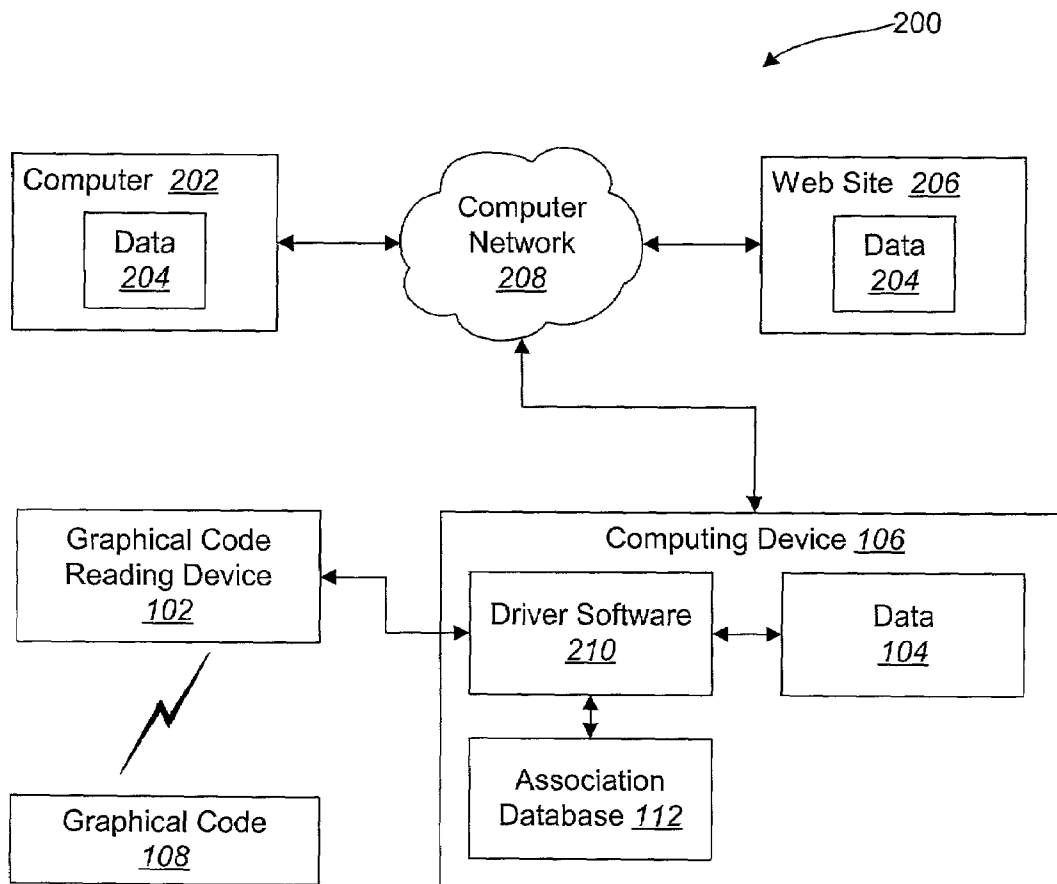 200
Computer 202
Data
204
Computer
Network
208
Web Site 206
Data
204
Graphical Code
Reading Device
102
Computing Device 106
Driver Software
210
Data
104
Association
Database 112
Graphical Code
108